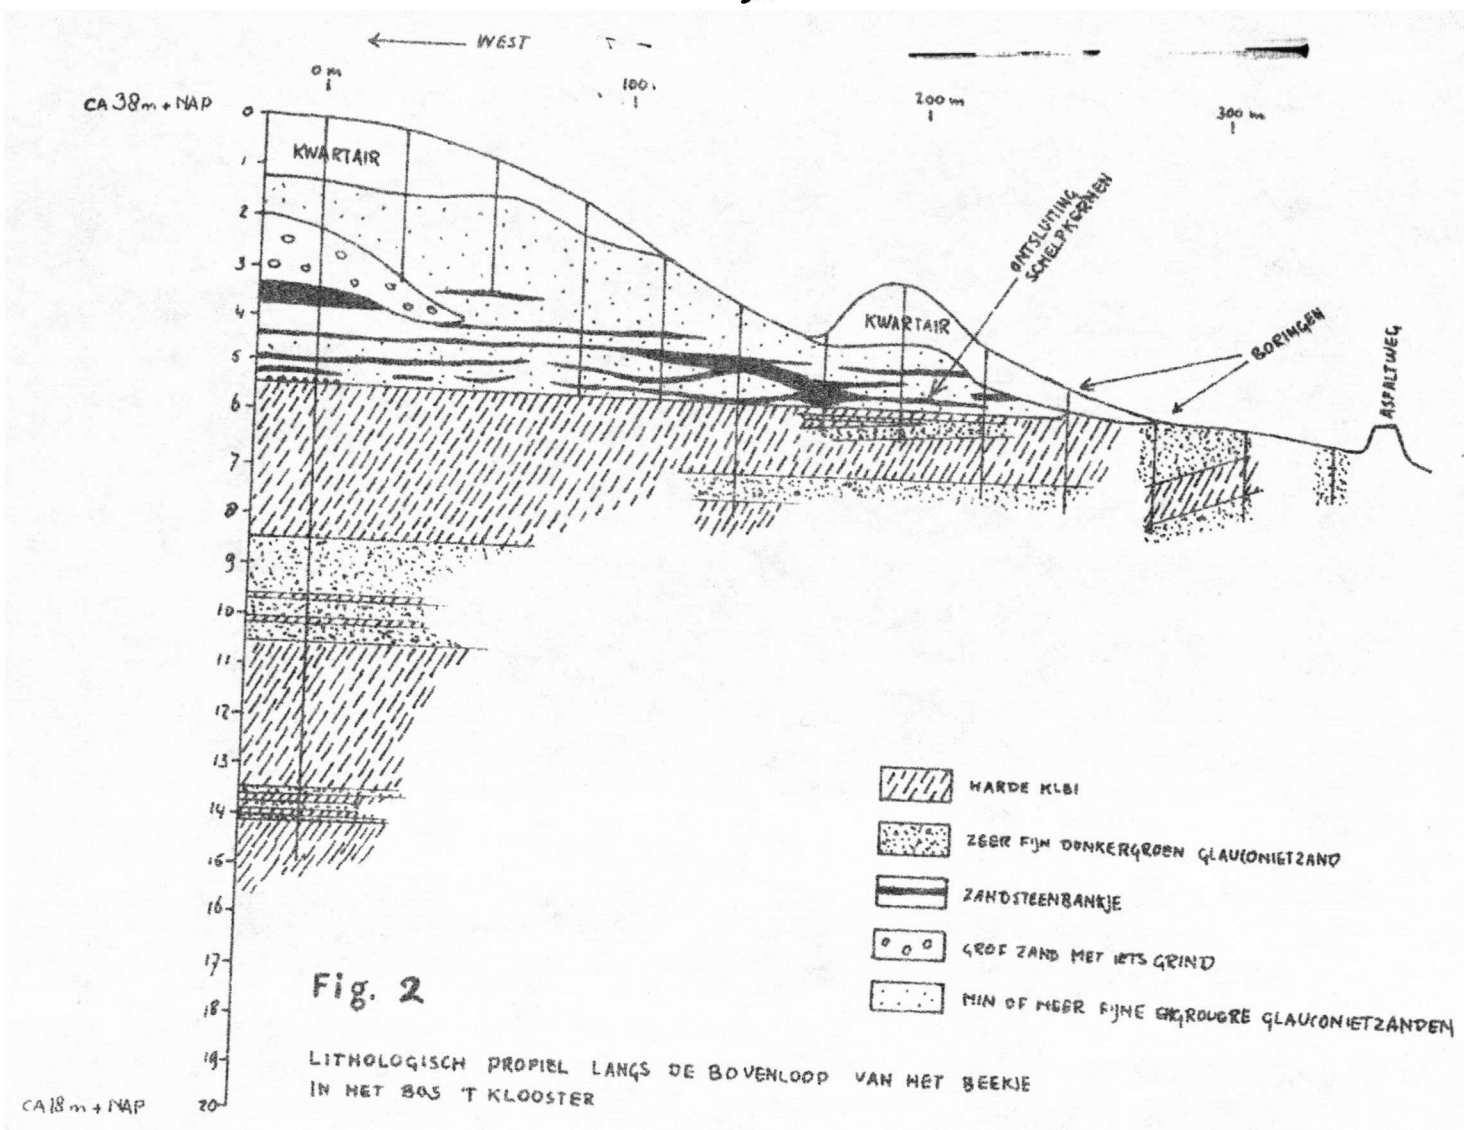 WEST
0 m
100
200 m
300 m
CA 38 m + NAP
0
1
2
3
4
5
6
7
8
9
10
11
12
13
14
16
16
17
18
19
20
KWARTAIR
KWARTAIR
ONTSLUITING
SCHELPKERNEN
BORINGEN
ASPALTWEG
HARDE KLEI
ZEER FIJN DONKERGROEN GLAUCONIETZAND
ZANDSTEENBANKJE
GROF ZAND MET IETS GRIND
MIN OF MEER FIJNE GLAUCONIETZANDEN
Fig. 2
LITHOLOGISCH PROFIEL LANGS DE BOVENLOOP VAN HET BEEKJE
IN HET BOS 'T KLOOSTER
CA 18 m + NAP